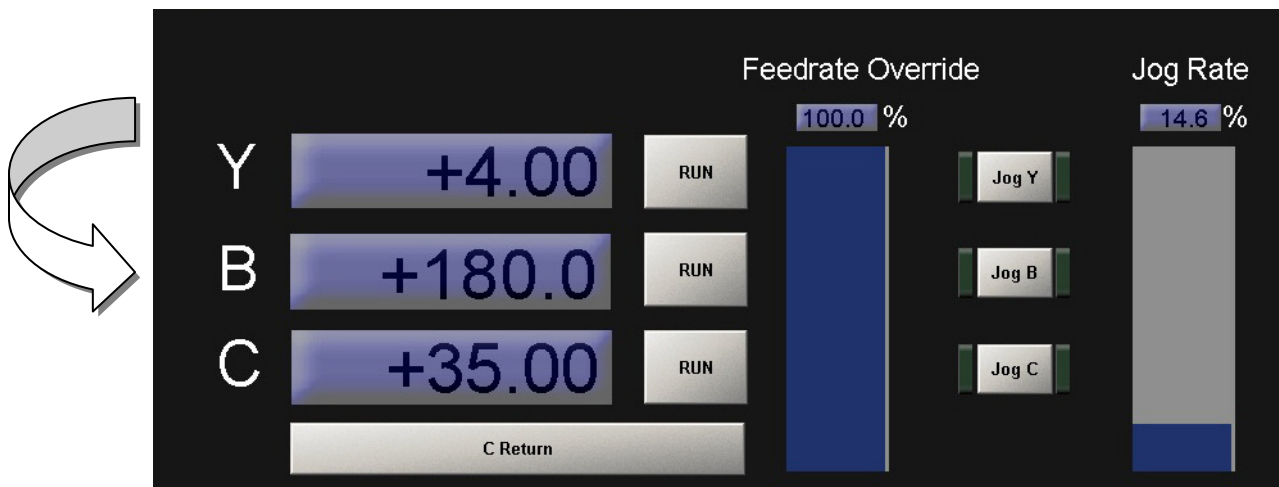 Feedrate Override
Jog Rate
100.0 %
14.6 %
Y +4.00 RUN Jog Y
B +180.0 RUN Jog B
C +35.00 RUN Jog C
C Return